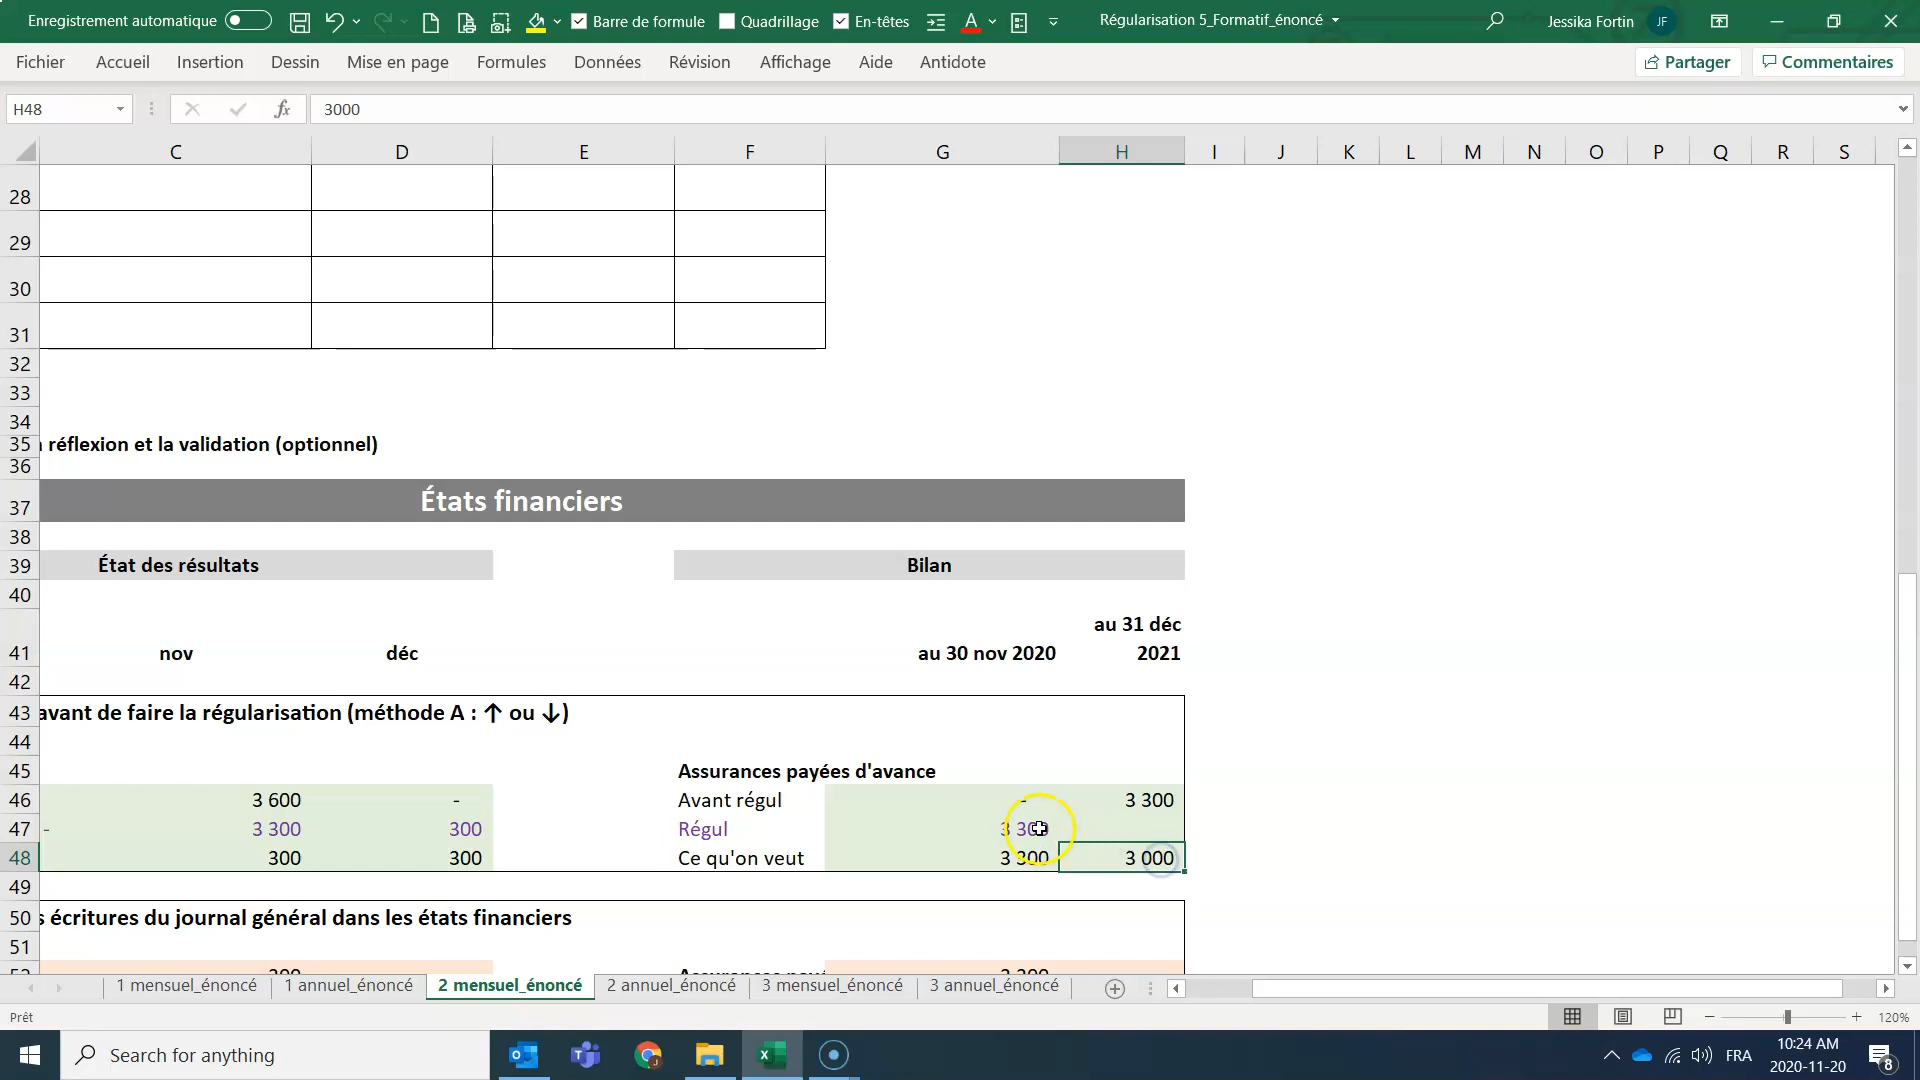 Enregistrement automatique
Barre de formule
Quadrillage
En-têtes
Régularisation 5_Formatif_énoncé
Jessika Fortin
JF
Fichier Accueil Insertion Dessin Mise en page Formules Données Révision Affichage Aide Antidote
Partager
Commentaires
H48
fx
3000
C D E F G H I J K L M N O P Q R S
28
29
30
31
32
33
34
35 réflexion et la validation (optionnel)
36
37 États financiers
38
39 État des résultats Bilan
40
au 31 déc
41 nov déc au 30 nov 2020 2021
42
43 avant de faire la régularisation (méthode A : ↑ ou ↓)
44
45 Assurances payées d'avance
46 3 600 - Avant régul - 3 300
47 - 3 300 300 Régul 3 300
48 300 300 Ce qu'on veut 3 300 3 000
49
50 s écritures du journal général dans les états financiers
51
1 mensuel_énoncé 1 annuel_énoncé 2 mensuel_énoncé 2 annuel_énoncé 3 mensuel_énoncé 3 annuel_énoncé
Prêt
120%
Search for anything
FRA
10:24 AM
2020-11-20
8